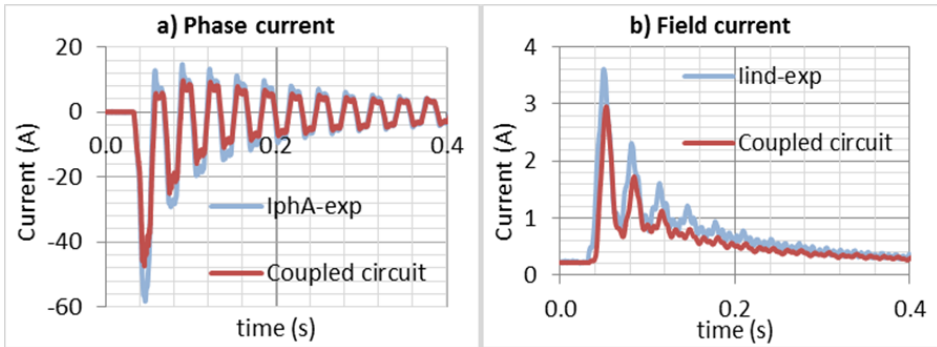 a) Phase current
20
0
-20
-40
-60
0.0
0.2
0.4
Current (A)
IphA-exp
Coupled circuit
time (s)
b) Field current
4
3
2
1
0
0.0
0.2
0.4
Current (A)
Iind-exp
Coupled circuit
time (s)